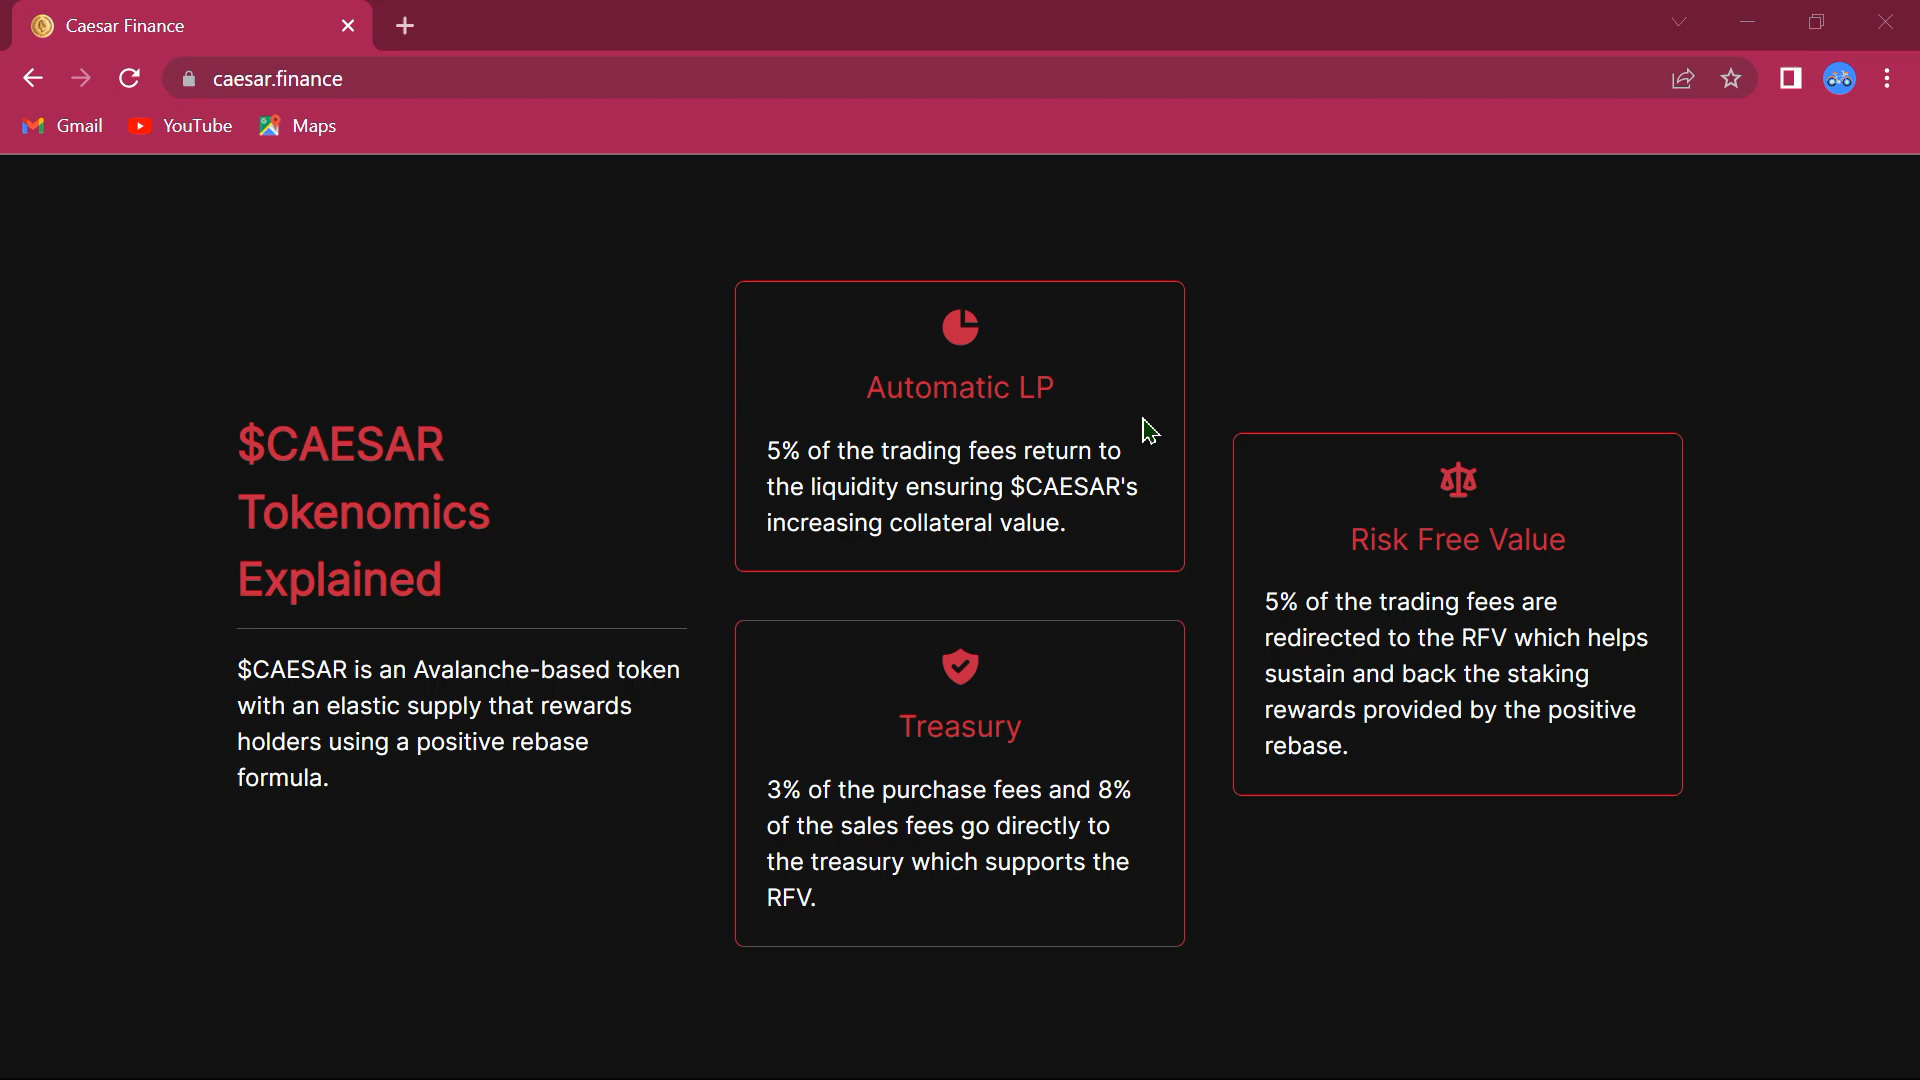 Caesar Finance
caesar.finance
Gmail
YouTube
Maps
$CAESAR
Tokenomics
Explained
$CAESAR is an Avalanche-based token
with an elastic supply that rewards
holders using a positive rebase
formula.
Automatic LP
5% of the trading fees return to
the liquidity ensuring $CAESAR's
increasing collateral value.
Treasury
3% of the purchase fees and 8%
of the sales fees go directly to
the treasury which supports the
RFV.
Risk Free Value
5% of the trading fees are
redirected to the RFV which helps
sustain and back the staking
rewards provided by the positive
rebase.